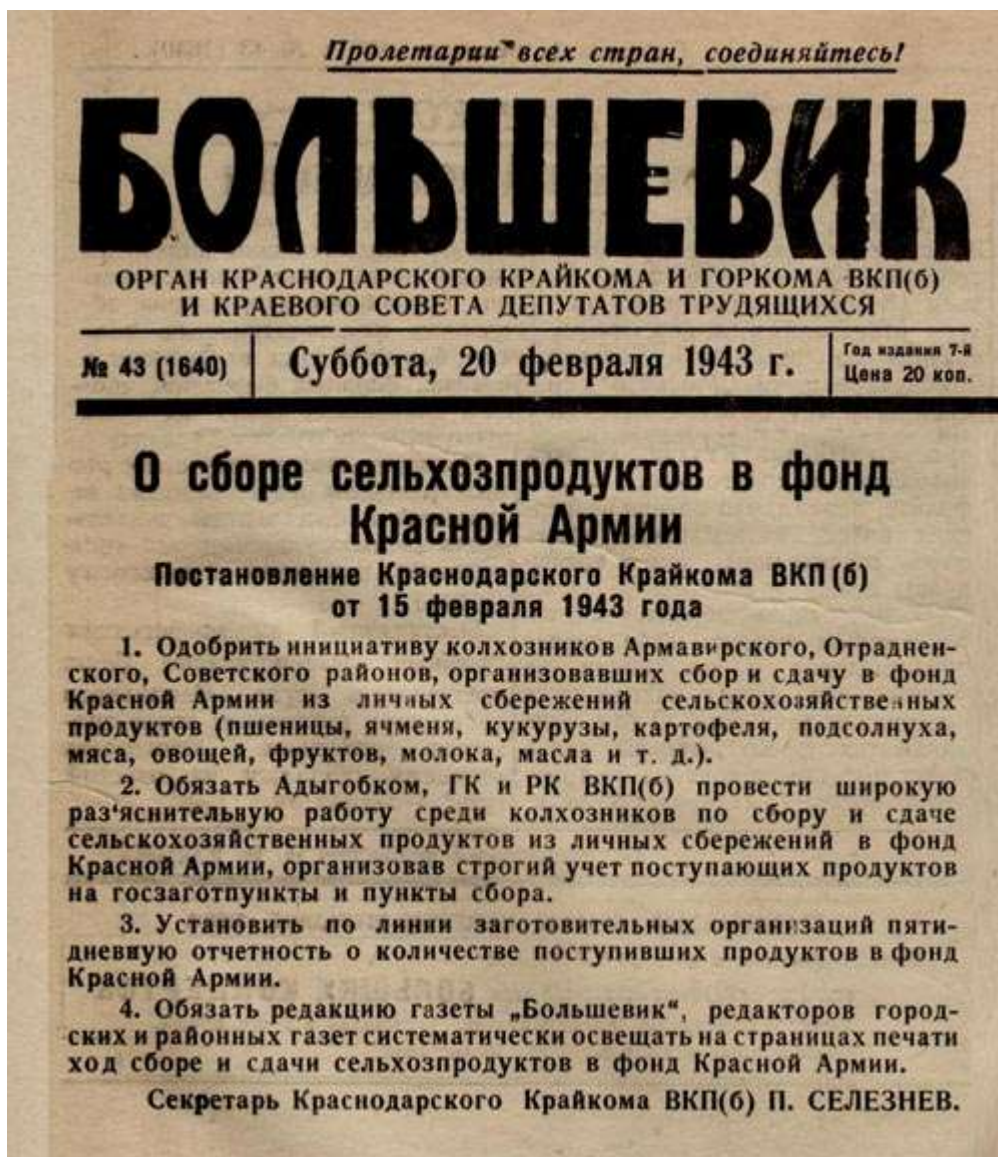 Пролетарии всех стран, соединяйтесь!
БОЛЬШЕВИК
ОРГАН КРАСНОДАРСКОГО КРАЙКОМА И ГОРКОМА ВКП(б)
И КРАЕВОГО СОВЕТА ДЕПУТАТОВ ТРУДЯЩИХСЯ
№ 43 (1640)
Суббота, 20 февраля 1943 г.
Год издания 7-й
Цена 20 коп.
О сборе сельхозпродуктов в фонд
Красной Армии
Постановление Краснодарского Крайкома ВКП(б)
от 15 февраля 1943 года
1. Одобрить инициативу колхозников Армавирского, Отраднен-
ского, Советского районов, организовавших сбор и сдачу в фонд
Красной Армии из личных сбережений сельскохозяйственных
продуктов (пшеницы, ячменя, кукурузы, картофеля, подсолнуха,
мяса, овощей, фруктов, молока, масла и т. д.).
2. Обязать Адыгобком, ГК и РК ВКП(б) провести широкую
раз'яснительную работу среди колхозников по сбору и сдаче
сельскохозяйственных продуктов из личных сбережений в фонд
Красной Армии, организовав строгий учет поступающих продуктов
на госзаготпункты и пункты сбора.
3. Установить по линии заготовительных организаций пяти-
дневную отчетность о количестве поступивших продуктов в фонд
Красной Армии.
4. Обязать редакцию газеты „Большевик“, редакторов город-
ских и районных газет систематически освещать на страницах печати
ход сборе и сдачи сельхозпродуктов в фонд Красной Армии.
Секретарь Краснодарского Крайкома ВКП(б) П. СЕЛЕЗНЕВ.